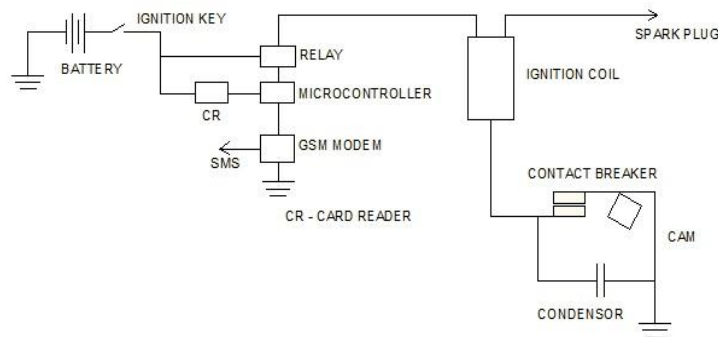 IGNITION KEY
SPARK PLUG
BATTERY
RELAY
IGNITION COIL
MICROCONTROLLER
CR
GSM MODEM
SMS
CONTACT BREAKER
CR - CARD READER
CAM
CONDENSOR